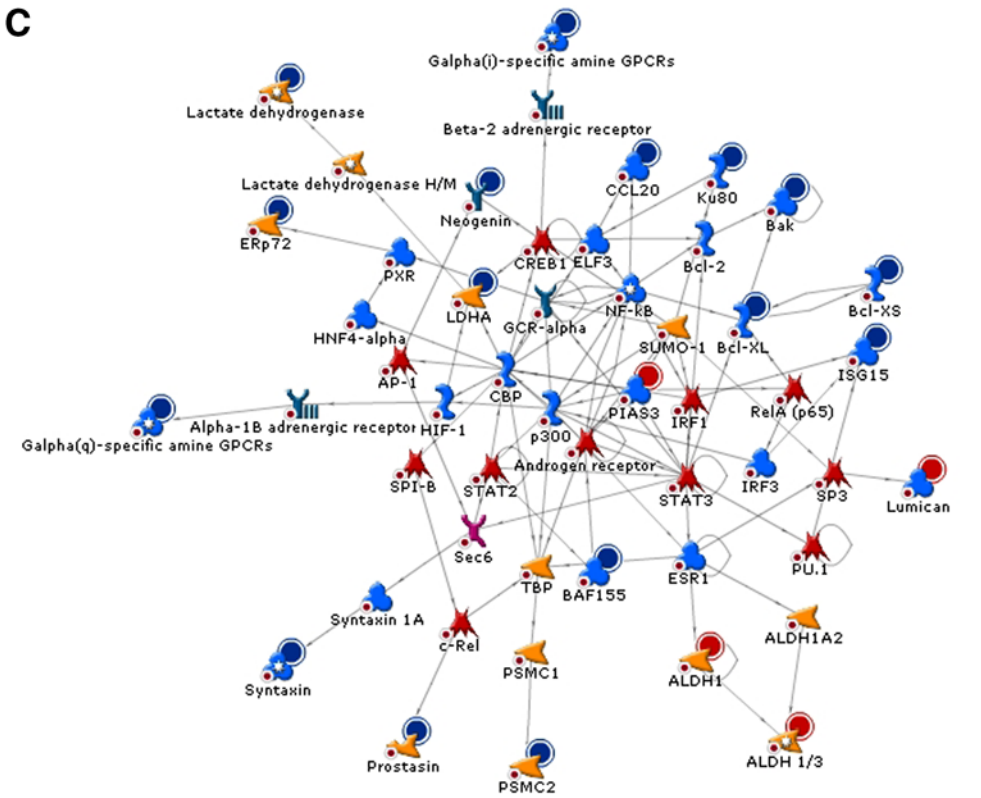 C
Galpha(i)-specific amine GPCRs
Lactate dehydrogenase
Beta-2 adrenergic receptor
Lactate dehydrogenase H/M
CCL20
Ku80
Neogenin
Bak
ERp72
CREB1
ELF3
Bcl-2
PXR
LDHA
GCR-alpha
NF-kB
Bcl-XS
HNF4-alpha
SUMO-1
Bcl-XL
ISG15
AP-1
CBP
PIAS3
IRF1
RelA (p65)
Alpha-1B adrenergic receptor
HIF-1
p300
Galpha(q)-specific amine GPCRs
Androgen receptor
SPI-B
STAT2
STAT3
IRF3
SP3
Lumican
Sec6
TBP
BAF155
ESR1
PU.1
Syntaxin 1A
c-Rel
ALDH1A2
PSMC1
ALDH1
Syntaxin
Prostasin
PSMC2
ALDH 1/3